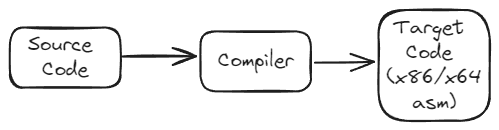 Source
Code
Compiler
Target
Code
(x86/x64
asm)